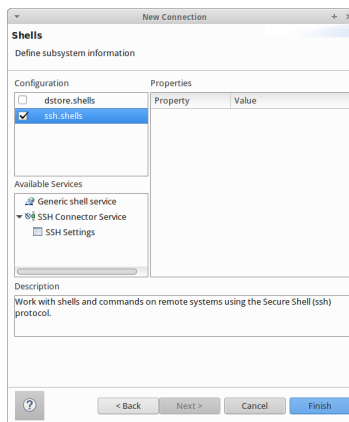 New Connection
Shells
Define subsystem information
Configuration
Properties
dstore.shells
ssh.shells
Property Value
Available Services
Generic shell service
SSH Connector Service
SSH Settings
Description
Work with shells and commands on remote systems using the Secure Shell (ssh)
protocol.
? < Back Next > Cancel Finish